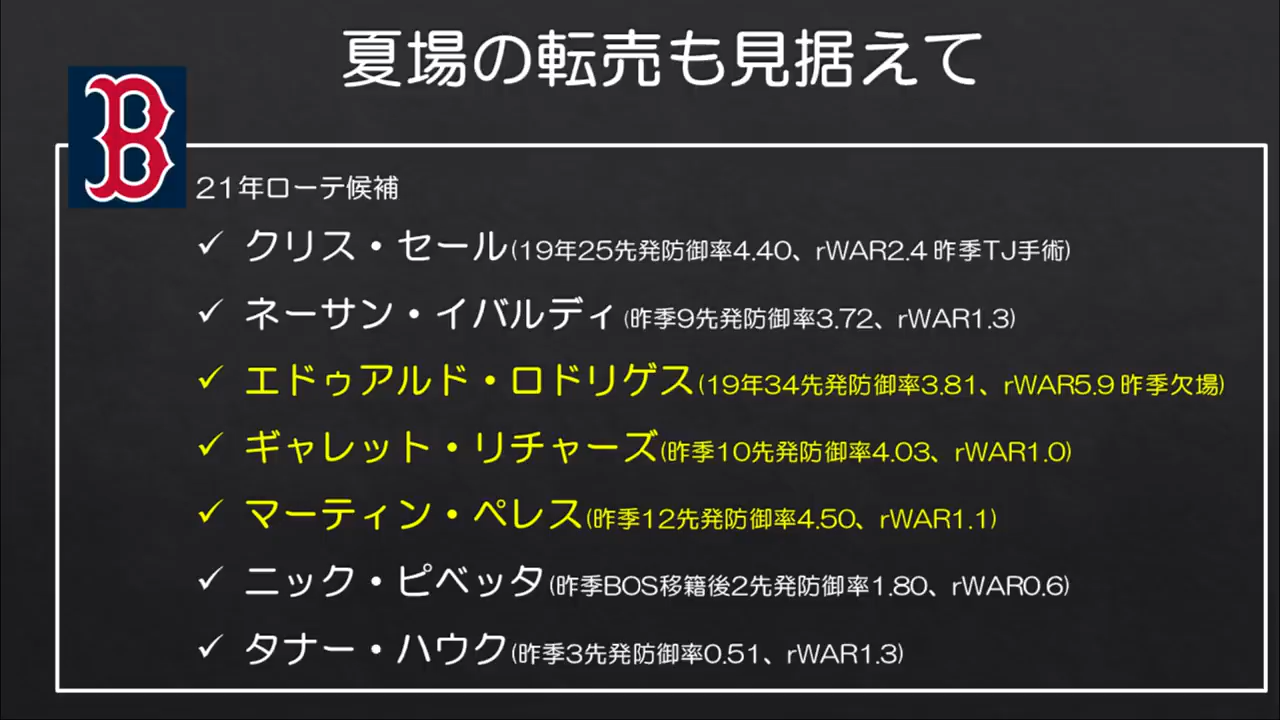 夏場の転売も見据えて
B
21年ローテ候補
✓ クリス・セール(19年25先発防御率4.40、rWAR2.4 昨季TJ手術)
✓ ネーサン・イバルディ(昨季9先発防御率3.72、rWAR1.3)
✓ エドゥアルド・ロドリゲス(19年34先発防御率3.81、rWAR5.9 昨季欠場)
✓ ギャレット・リチャーズ(昨季10先発防御率4.03、rWAR1.0)
✓ マーティン・ペレス(昨季12先発防御率4.50、rWAR1.1)
✓ ニック・ピベッタ(昨季BOS移籍後2先発防御率1.80、rWAR0.6)
✓ タナー・ハウク(昨季3先発防御率0.51、rWAR1.3)